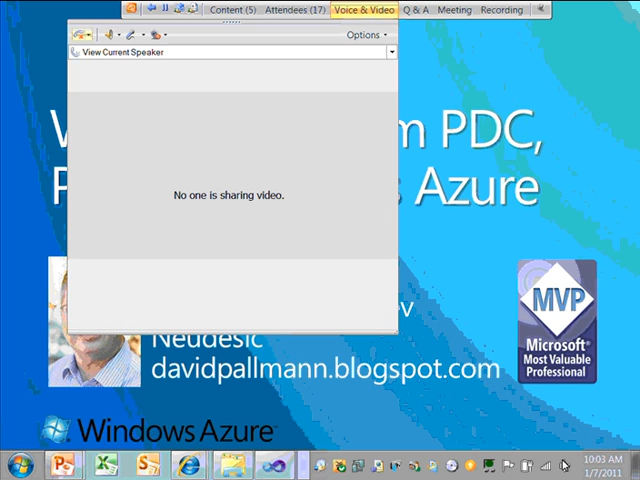 Content (5) Attendees (17) Voice & Video Q & A Meeting Recording
Options
View Current Speaker
No one is sharing video.
m PDC,
s Azure
Neudesic
davidpallmann.blogspot.com
MVP
Microsoft®
Most Valuable
Professional
Windows Azure
10:03 AM
1/7/2011